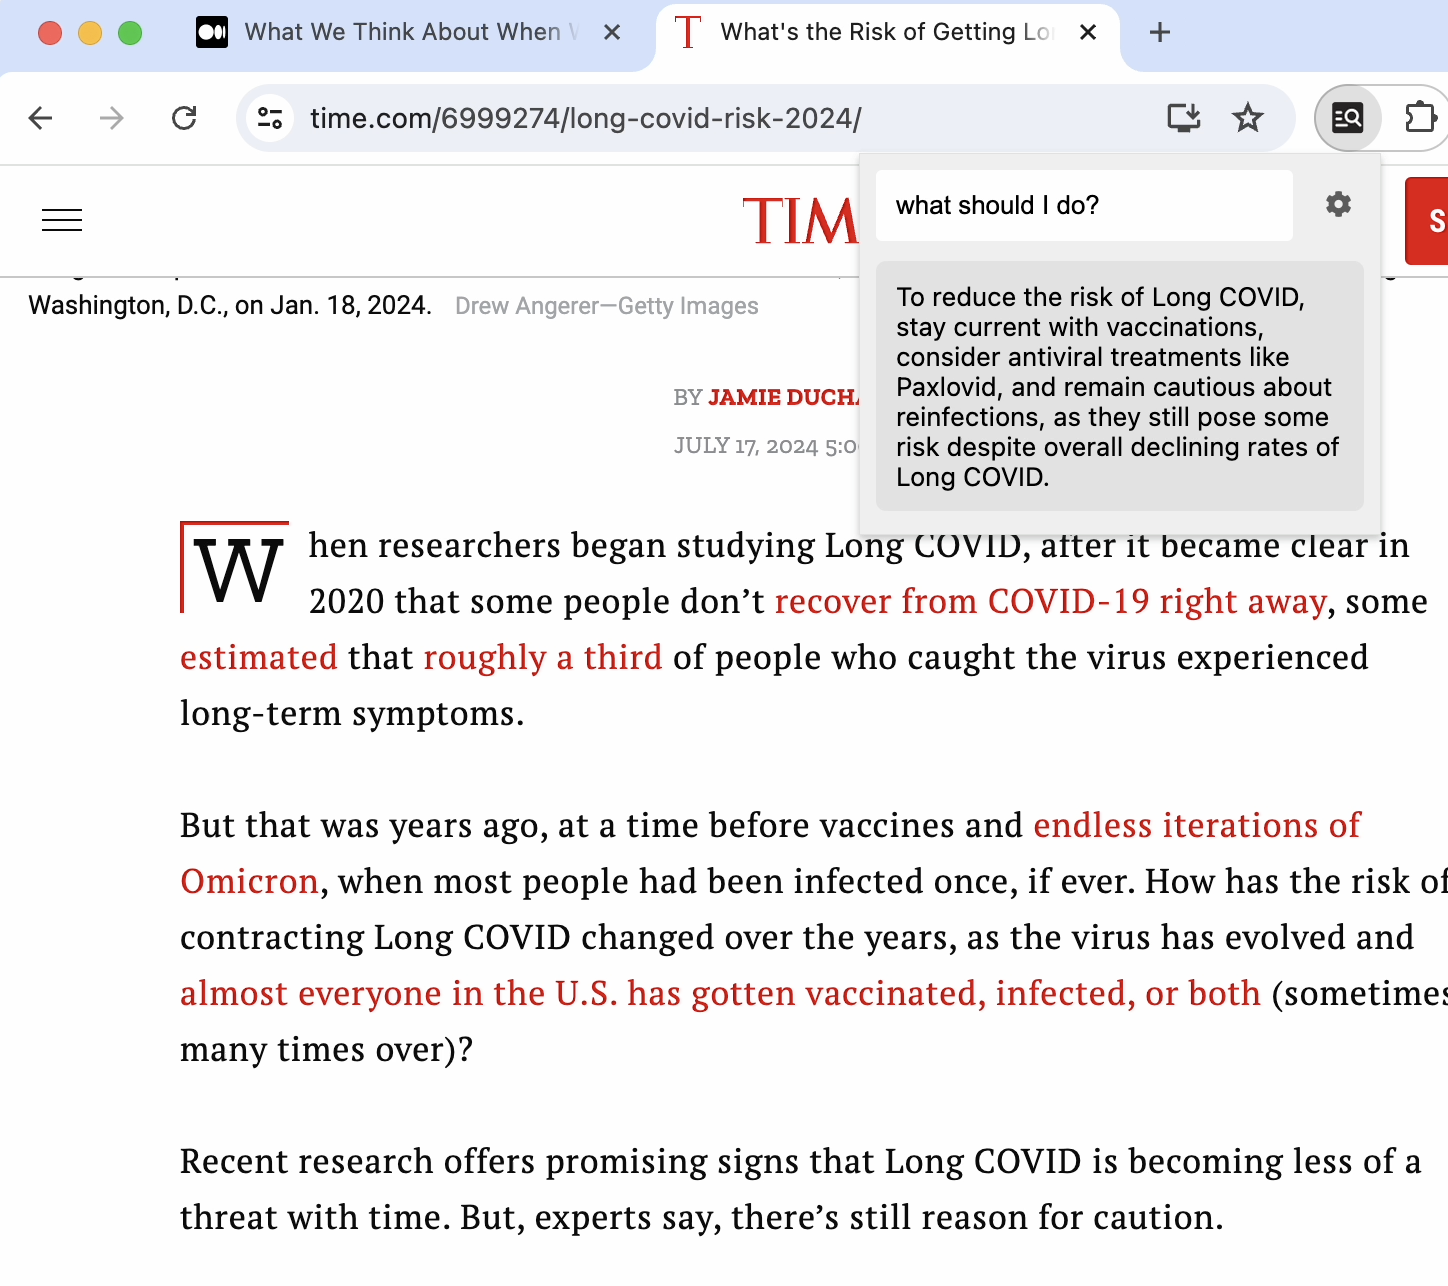 What We Think About When
What's the Risk of Getting Lo
time.com/6999274/long-covid-risk-2024/
TIM
what should I do?
S
Washington, D.C., on Jan. 18, 2024. Drew Angerer—Getty Images
To reduce the risk of Long COVID,
stay current with vaccinations,
consider antiviral treatments like
Paxlovid, and remain cautious about
reinfections, as they still pose some
risk despite overall declining rates of
Long COVID.
BY JAMIE DUCHA
JULY 17, 2024 5:0
When researchers began studying Long COVID, after it became clear in
2020 that some people don’t recover from COVID-19 right away, some
estimated that roughly a third of people who caught the virus experienced
long-term symptoms.
But that was years ago, at a time before vaccines and endless iterations of
Omicron, when most people had been infected once, if ever. How has the risk of
contracting Long COVID changed over the years, as the virus has evolved and
almost everyone in the U.S. has gotten vaccinated, infected, or both (sometimes
many times over)?
Recent research offers promising signs that Long COVID is becoming less of a
threat with time. But, experts say, there’s still reason for caution.